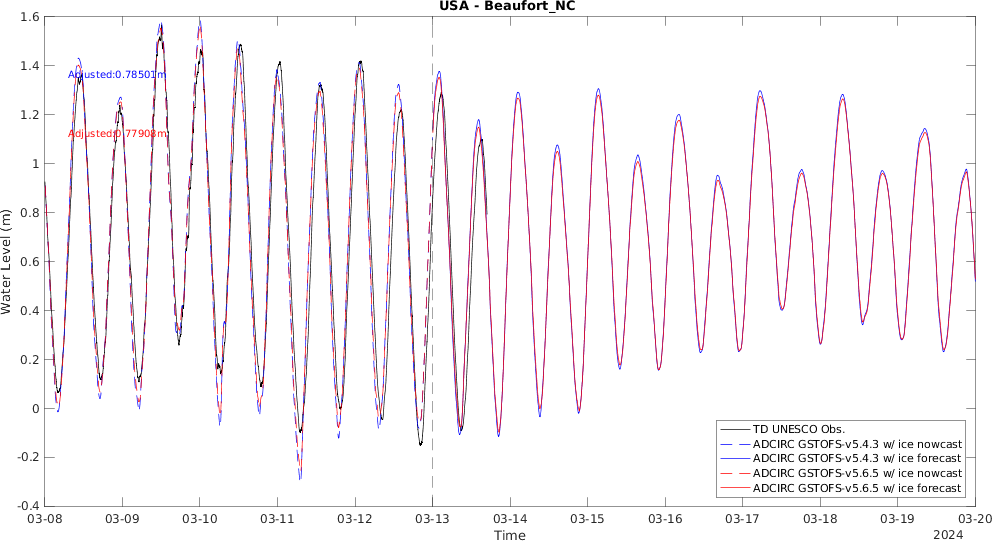 USA - Beaufort_NC
1.6
1.4
1.2
1
0.8
0.6
0.4
0.2
0
-0.2
-0.4
Water Level (m)
Adjusted:0.78501m
Adjusted:0.77908m
TD UNESCO Obs.
ADCIRC GSTOFS-v5.4.3 w/ ice nowcast
ADCIRC GSTOFS-v5.4.3 w/ ice forecast
ADCIRC GSTOFS-v5.6.5 w/ ice nowcast
ADCIRC GSTOFS-v5.6.5 w/ ice forecast
03-08 03-09 03-10 03-11 03-12 03-13 03-14 03-15 03-16 03-17 03-18 03-19 03-20
Time
2024